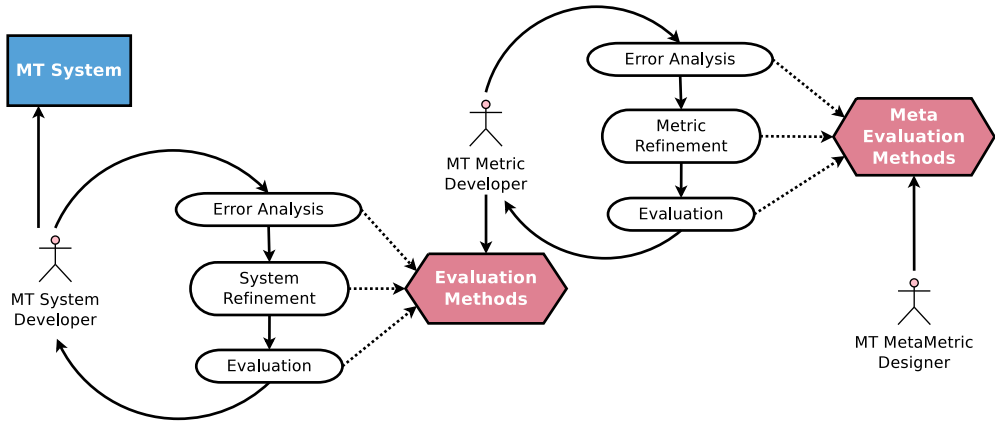 MT System
MT System
Developer
Error Analysis
System
Refinement
Evaluation
Evaluation
Methods
MT Metric
Developer
Error Analysis
Metric
Refinement
Evaluation
Meta
Evaluation
Methods
MT MetaMetric
Designer